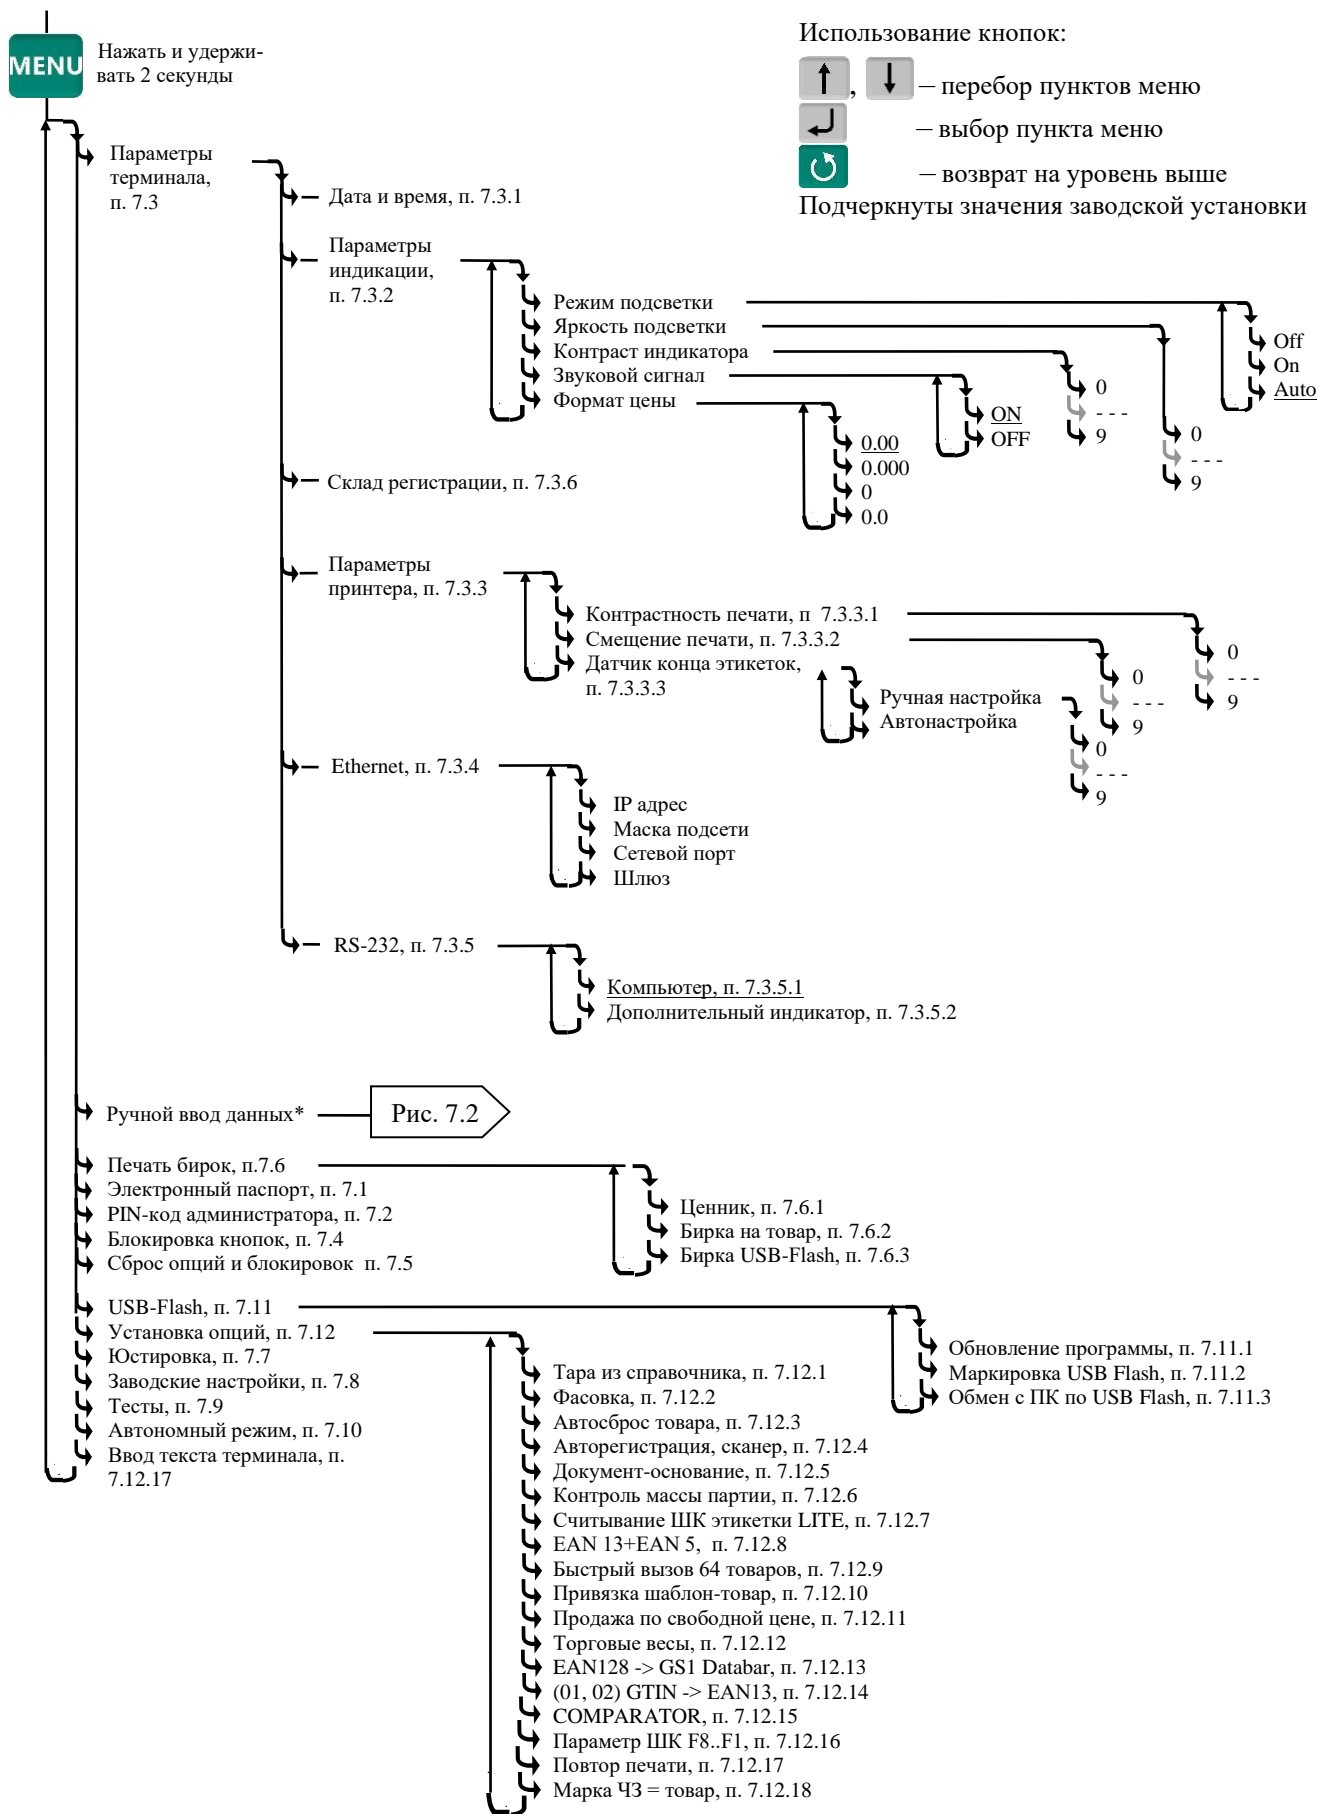 MENU
Нажать и удержи-
вать 2 секунды
Использование кнопок:
, – перебор пунктов меню
– выбор пункта меню
– возврат на уровень выше
Подчеркнуты значения заводской установки
Параметры
терминала,
п. 7.3
Дата и время, п. 7.3.1
Параметры
индикации,
п. 7.3.2
Режим подсветки
Яркость подсветки
Контраст индикатора
Звуковой сигнал
Формат цены
Off
On
Auto
0
- - -
9
0
- - -
9
ON
OFF
0.00
0.000
0
0.0
Склад регистрации, п. 7.3.6
Параметры
принтера, п. 7.3.3
Контрастность печати, п 7.3.3.1
Смещение печати, п. 7.3.3.2
Датчик конца этикеток,
п. 7.3.3.3
0
- - -
9
0
- - -
9
Ручная настройка
Автонастройка
0
- - -
9
Ethernet, п. 7.3.4
IP адрес
Маска подсети
Сетевой порт
Шлюз
RS-232, п. 7.3.5
Компьютер, п. 7.3.5.1
Дополнительный индикатор, п. 7.3.5.2
Ручной ввод данных*
Рис. 7.2
Печать бирок, п.7.6
Электронный паспорт, п. 7.1
PIN-код администратора, п. 7.2
Блокировка кнопок, п. 7.4
Сброс опций и блокировок п. 7.5
Ценник, п. 7.6.1
Бирка на товар, п. 7.6.2
Бирка USB-Flash, п. 7.6.3
USB-Flash, п. 7.11
Установка опций, п. 7.12
Юстировка, п. 7.7
Заводские настройки, п. 7.8
Тесты, п. 7.9
Автономный режим, п. 7.10
Ввод текста терминала, п.
7.12.17
Обновление программы, п. 7.11.1
Маркировка USB Flash, п. 7.11.2
Обмен с ПК по USB Flash, п. 7.11.3
Тара из справочника, п. 7.12.1
Фасовка, п. 7.12.2
Автосброс товара, п. 7.12.3
Авторегистрация, сканер, п. 7.12.4
Документ-основание, п. 7.12.5
Контроль массы партии, п. 7.12.6
Считывание ШК этикетки LITE, п. 7.12.7
EAN 13+EAN 5, п. 7.12.8
Быстрый вызов 64 товаров, п. 7.12.9
Привязка шаблон-товар, п. 7.12.10
Продажа по свободной цене, п. 7.12.11
Торговые весы, п. 7.12.12
EAN128 -> GS1 Databar, п. 7.12.13
(01, 02) GTIN -> EAN13, п. 7.12.14
COMPARATOR, п. 7.12.15
Параметр ШК F8..F1, п. 7.12.16
Повтор печати, п. 7.12.17
Марка ЧЗ = товар, п. 7.12.18